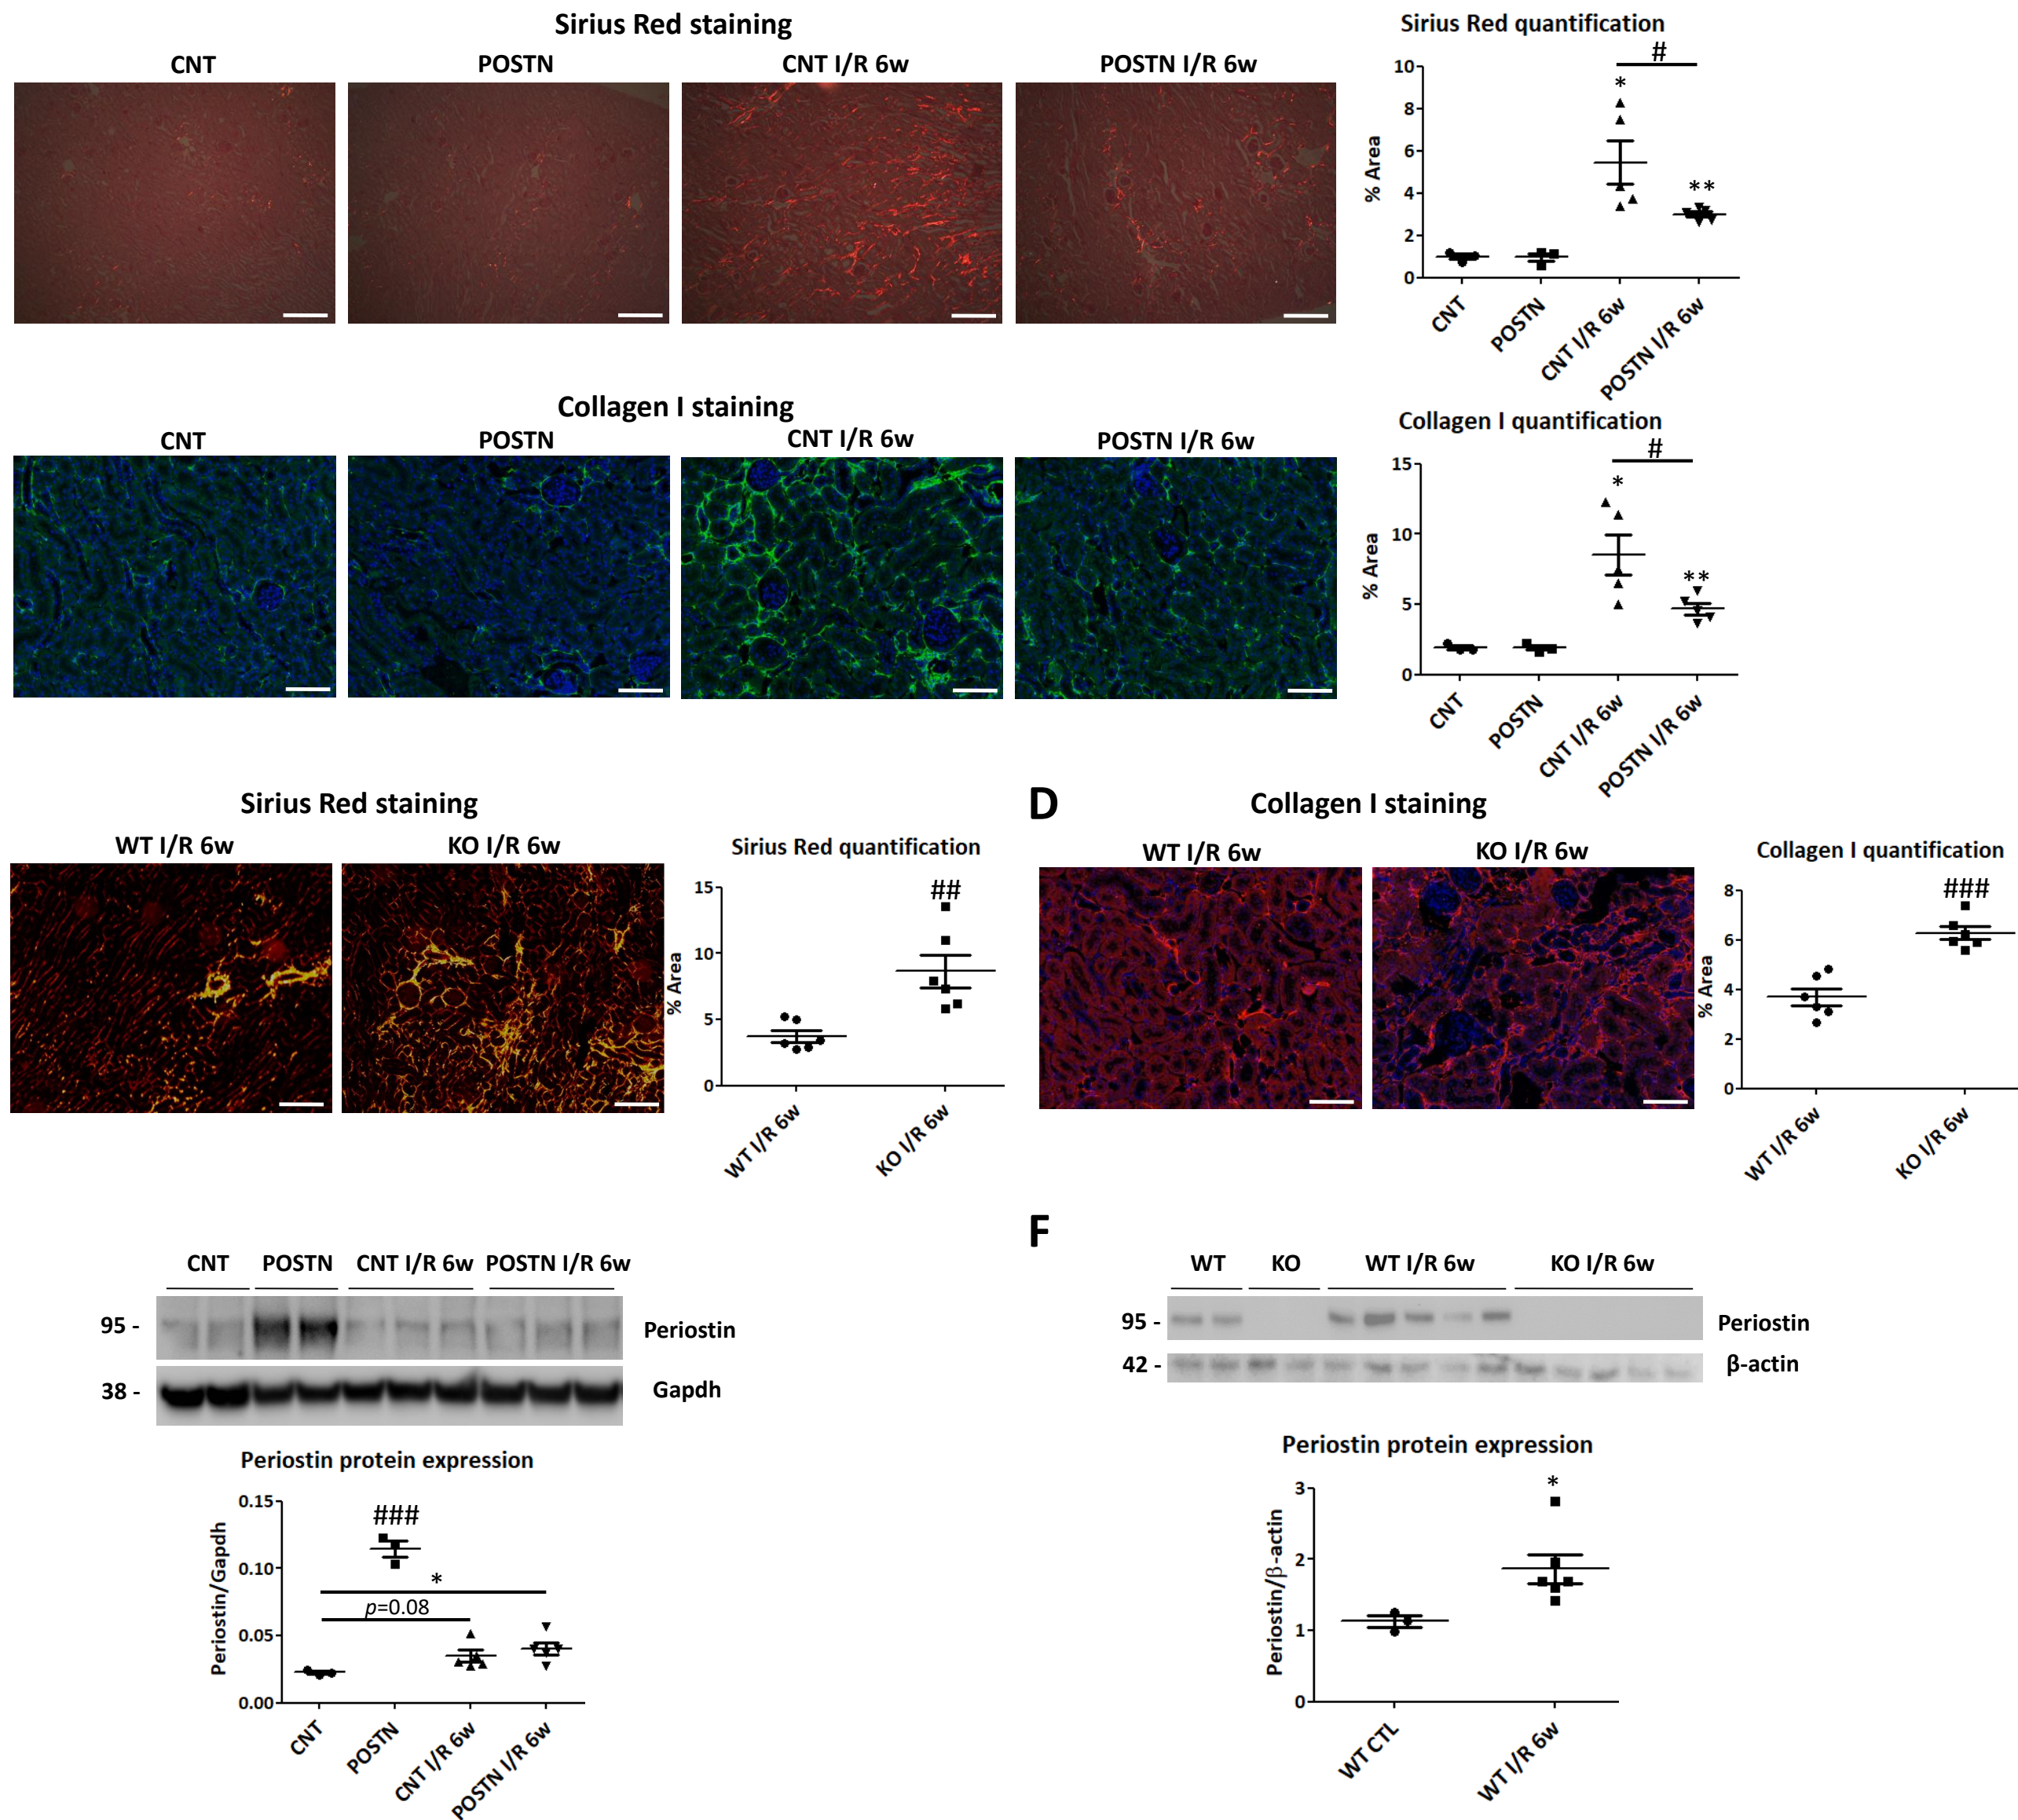 Sirius Red staining
CNT
POSTN
CNT I/R 6w
POSTN I/R 6w
Sirius Red quantification
#
*
**
% Area
10
8
6
4
2
0
CNT
POSTN
CNT I/R 6w
POSTN I/R 6w
Collagen I staining
CNT
POSTN
CNT I/R 6w
POSTN I/R 6w
Collagen I quantification
#
*
**
% Area
15
10
5
0
CNT
POSTN
CNT I/R 6w
POSTN I/R 6w
Sirius Red staining
WT I/R 6w
KO I/R 6w
Sirius Red quantification
##
% Area
15
10
5
0
WT I/R 6w
KO I/R 6w
D
Collagen I staining
WT I/R 6w
KO I/R 6w
Collagen I quantification
###
% Area
8
6
4
2
0
WT I/R 6w
KO I/R 6w
CNT POSTN CNT I/R 6w POSTN I/R 6w
95 - Periostin
38 - Gapdh
Periostin protein expression
###
*
p=0.08
Periostin/Gapdh
0.15
0.10
0.05
0.00
CNT
POSTN
CNT I/R 6w
POSTN I/R 6w
F
WT KO WT I/R 6w KO I/R 6w
95 - Periostin
42 - β-actin
Periostin protein expression
*
Periostin/β-actin
3
2
1
0
WT CTL
WT I/R 6w